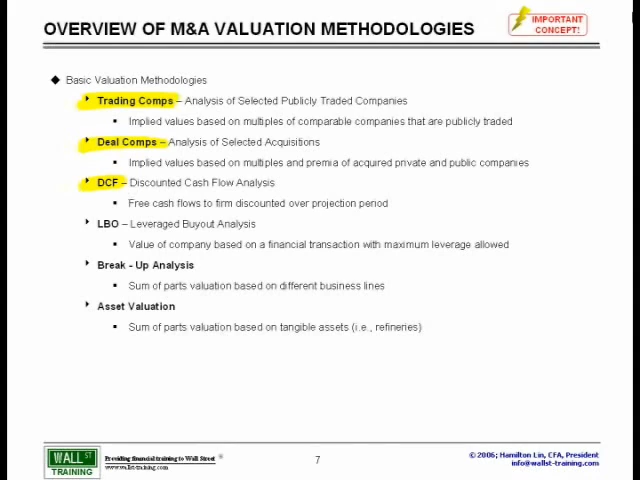 IMPORTANT
CONCEPT!
OVERVIEW OF M&A VALUATION METHODOLOGIES
Basic Valuation Methodologies
Trading Comps – Analysis of Selected Publicly Traded Companies
Implied values based on multiples of comparable companies that are publicly traded
Deal Comps – Analysis of Selected Acquisitions
Implied values based on multiples and premia of acquired private and public companies
DCF – Discounted Cash Flow Analysis
Free cash flows to firm discounted over projection period
LBO – Leveraged Buyout Analysis
Value of company based on a financial transaction with maximum leverage allowed
Break - Up Analysis
Sum of parts valuation based on different business lines
Asset Valuation
Sum of parts valuation based on tangible assets (i.e., refineries)
WALL ST
TRAINING
Providing financial training to Wall Street ®
www.wallst-training.com
7
© 2006; Hamilton Lin, CFA, President
info@wallst-training.com